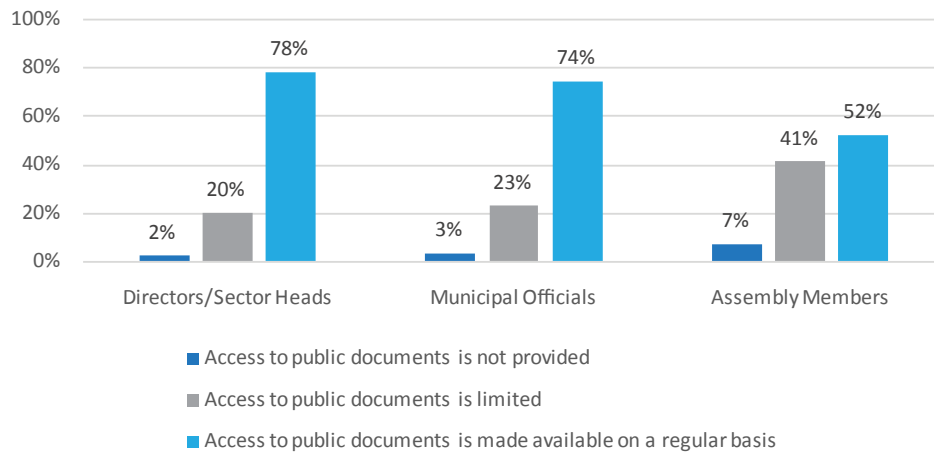 100%
80%
60%
40%
20%
0%
2%
20%
78%
3%
23%
74%
7%
41%
52%
Directors/Sector Heads
Municipal Officials
Assembly Members
Access to public documents is not provided
Access to public documents is limited
Access to public documents is made available on a regular basis